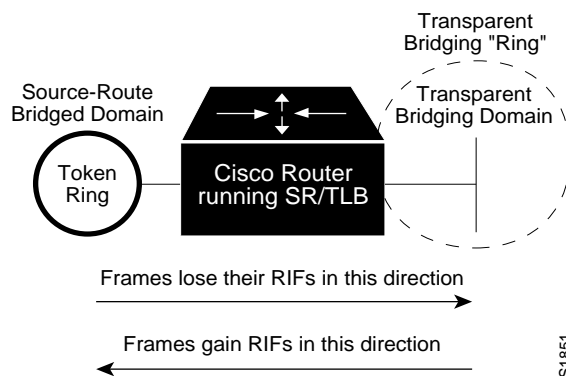 Transparent
Bridging "Ring"
Source-Route
Bridged Domain
Transparent
Bridging Domain
Token
Ring
Cisco Router
running SR/TLB
Frames lose their RIFs in this direction
Frames gain RIFs in this direction
S1851